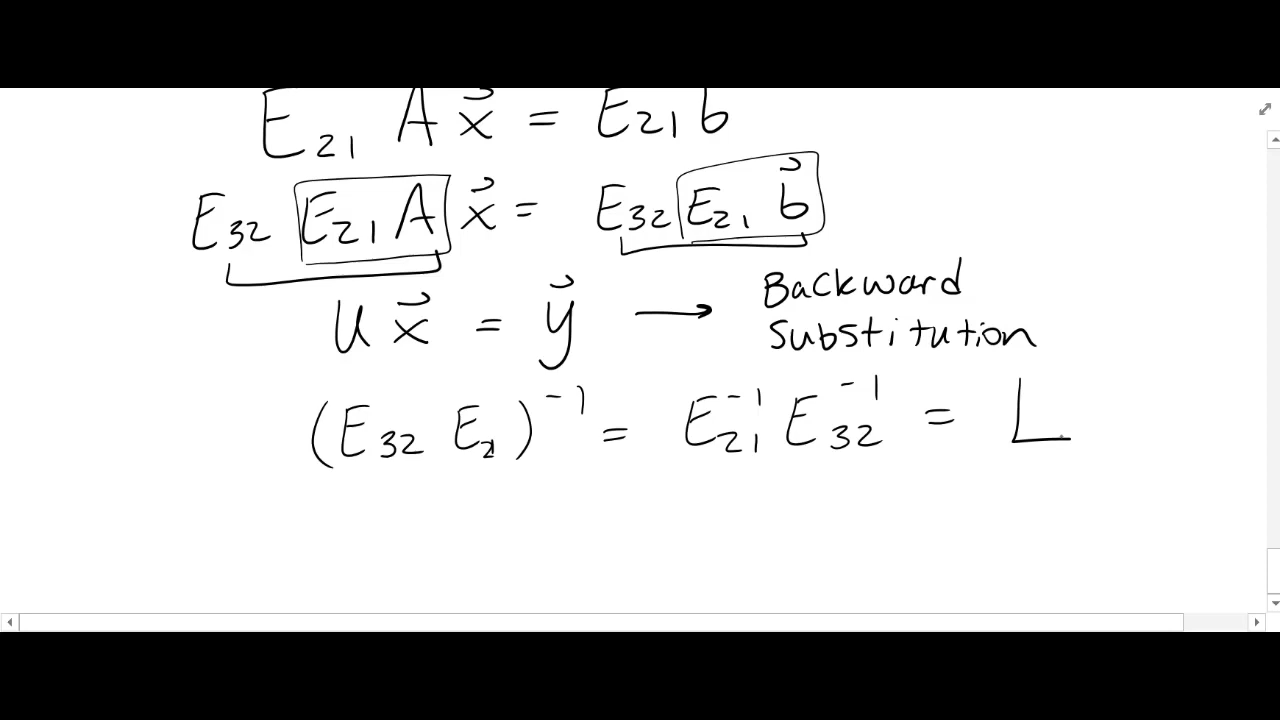 E₂₁ A x⃗ = E₂₁ b
E₃₂ E₂₁ A x⃗ = E₃₂ E₂₁ b⃗
U x⃗ = y⃗ → Backward
Substitution
(E₃₂ E₂₁)⁻¹ = E₂₁⁻¹ E₃₂⁻¹ = L